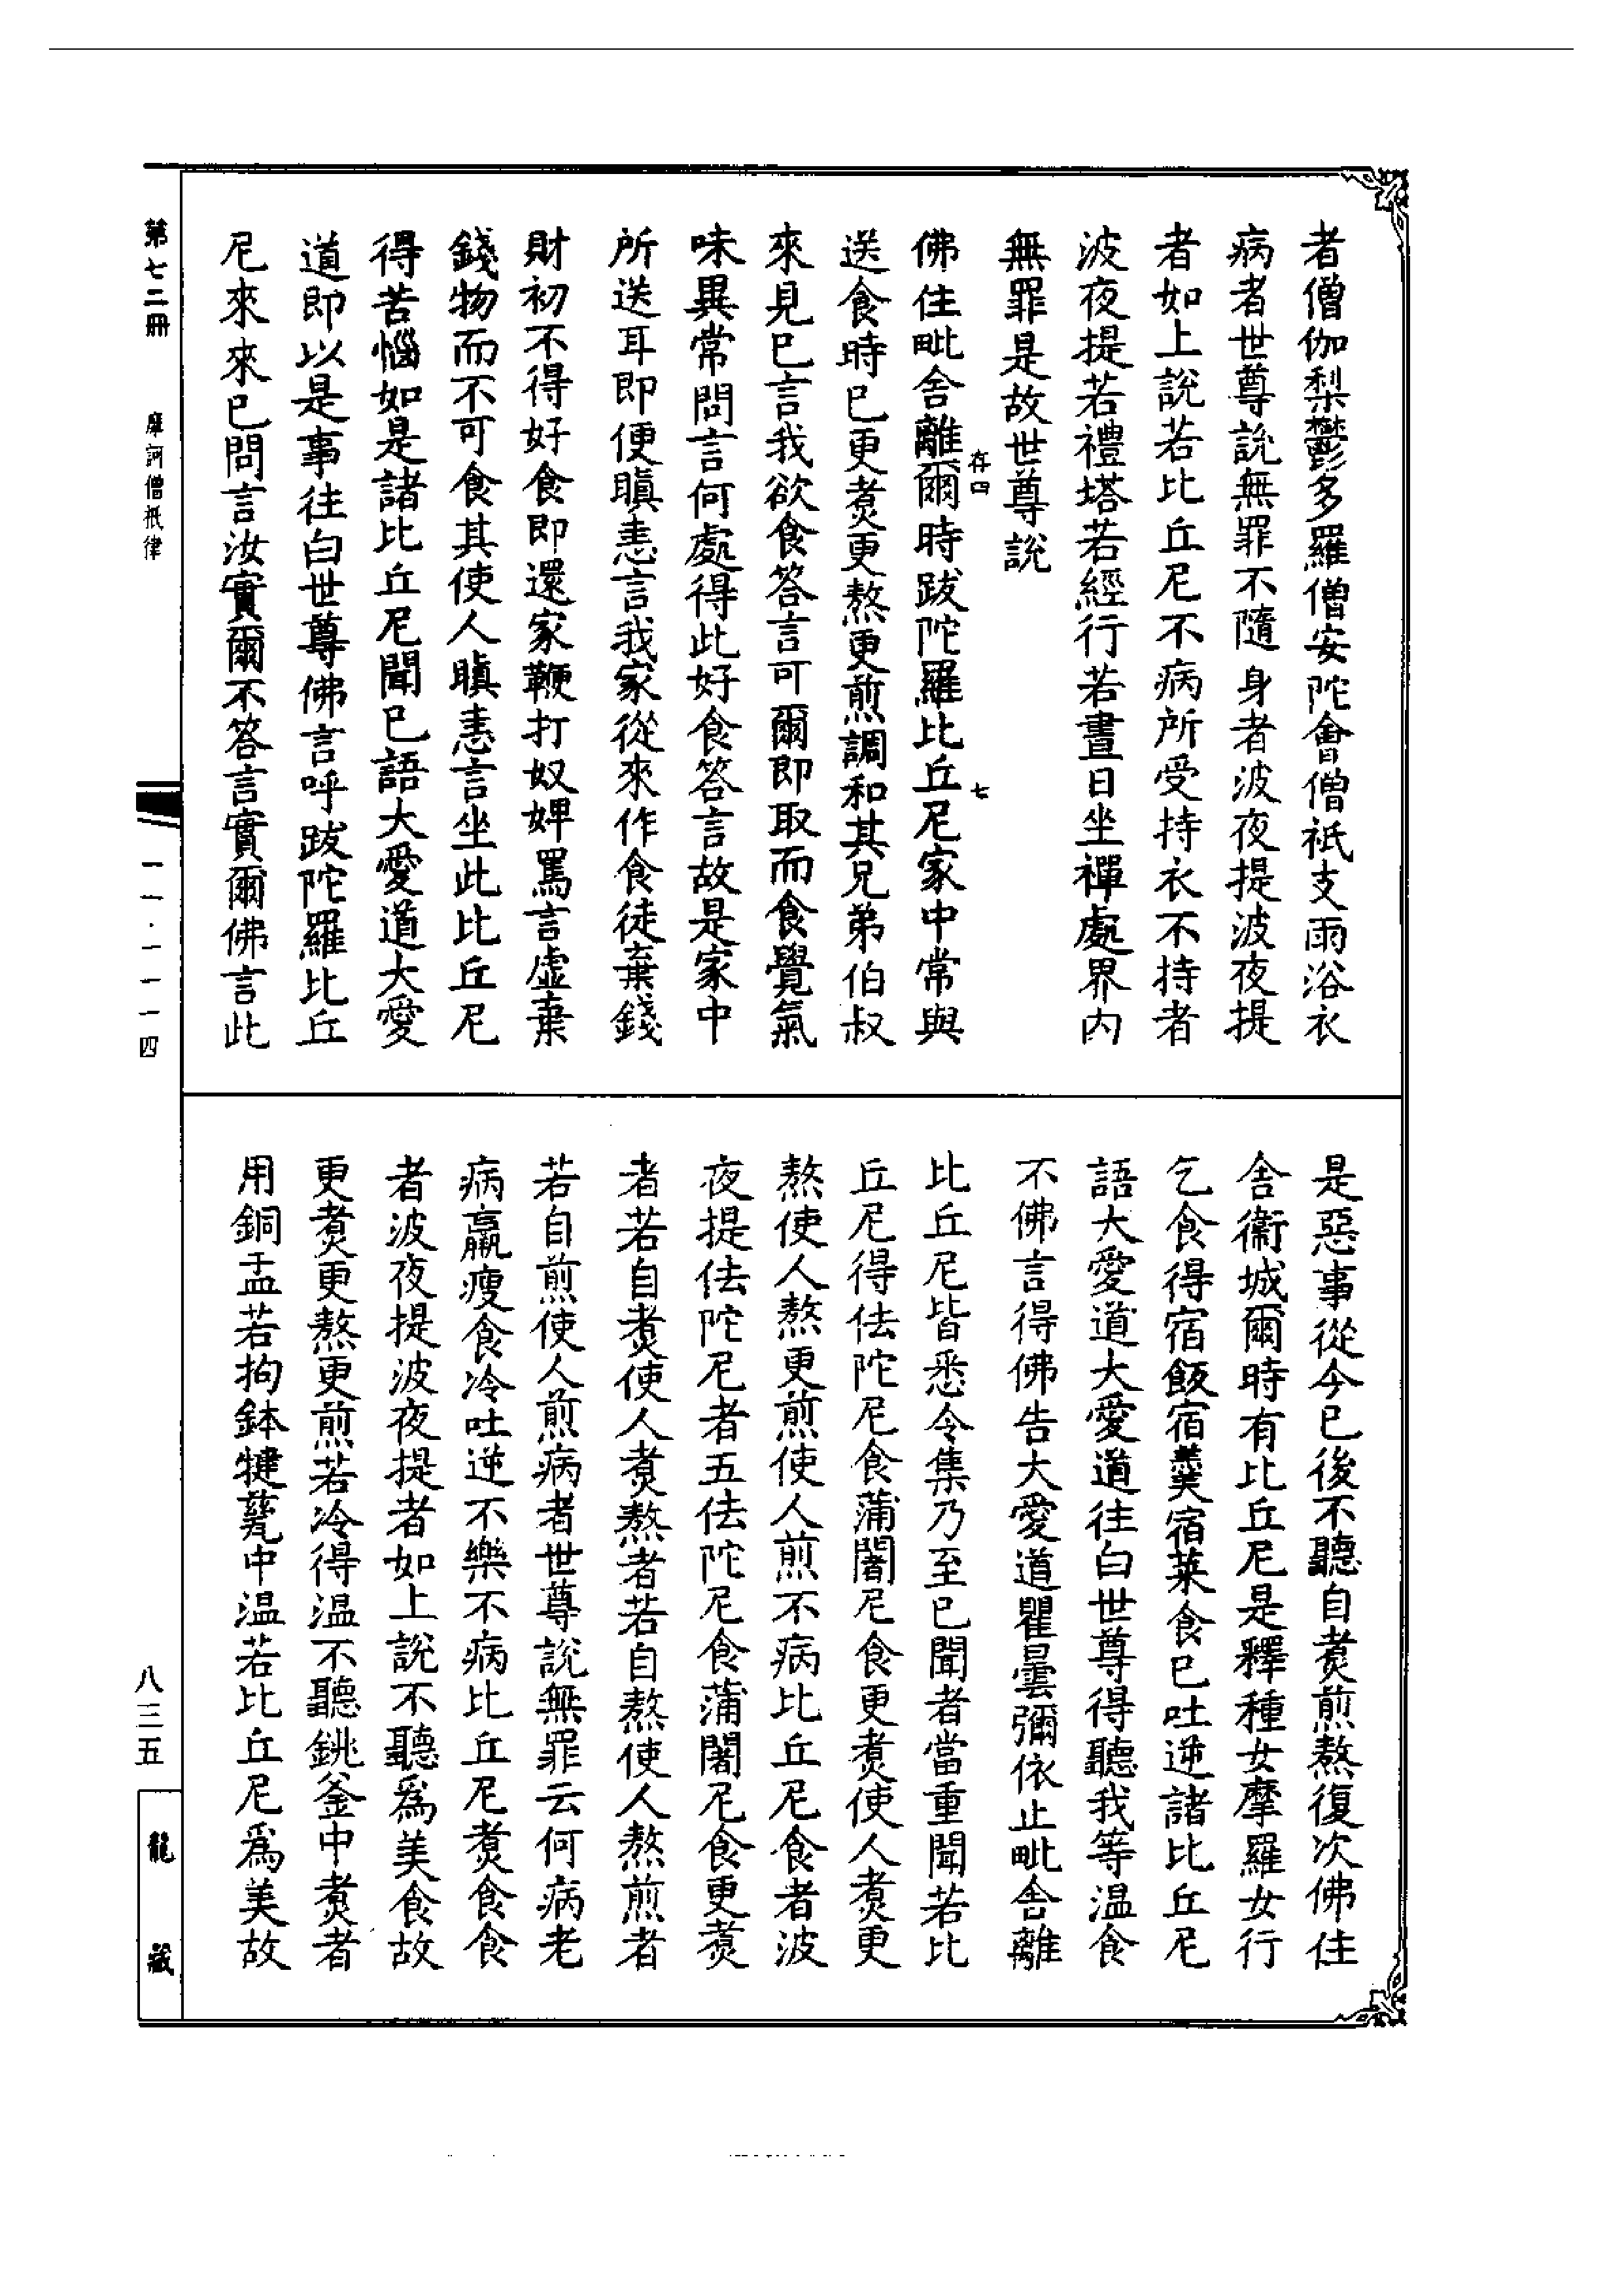 者僧伽梨鬱多羅僧安陀會僧祇支雨浴衣
病者世尊說無罪不隨身者波夜提波夜提
者如上說若比丘尼不病所受持衣不持者
波夜提若禮塔若經行若晝日坐禪處界內
無罪是故世尊說
佛住毗舍離爾時跋陀羅比丘尼家中常與
存四
七
送食時已更煑更熬更煎調和其兄弟伯叔
來見已言我欲食答言可爾即取而食覺氣
味異常問言何處得此好食答言故是家中
所送耳即便瞋恚言我家從來作食徒棄錢
財初不得好食即還家鞭打奴婢罵言虛棄
錢物而不可食其使人瞋恚言坐此比丘尼
得苦惱如是諸比丘尼聞已語大愛道大愛
道即以是事往白世尊佛言呼跋陀羅比丘
尼來來已問言汝實爾不答言實爾佛言此
是惡事從今已後不聽自煑煎熬復次佛住
舍衞城爾時有比丘尼是釋種女摩羅女行
乞食得宿飯宿羹宿菜食已吐逆諸比丘尼
語大愛道大愛道往白世尊得聽我等温食
不佛言得佛告大愛道瞿曇彌依止毗舍離
比丘尼皆悉令集乃至已聞者當重聞若比
丘尼得佉陀尼食蒲闍尼食更煑使人煑更
熬使人熬更煎使人煎不病比丘尼食者波
夜提佉陀尼者五佉陀尼食蒲闍尼食更煑
者若自煑使人煑熬者若自熬使人熬煎者
若自煎使人煎病者世尊說無罪云何病老
病羸瘦食冷吐逆不樂不病比丘尼煑食食
者波夜提波夜提者如上說不聽爲美食故
更煑更熬更煎若冷得温不聽銚釜中煑者
用銅盂若拘鉢犍䤥中温若比丘尼爲美故
第七二冊
摩訶僧祇律
一一·一一一四
八三五
龍藏